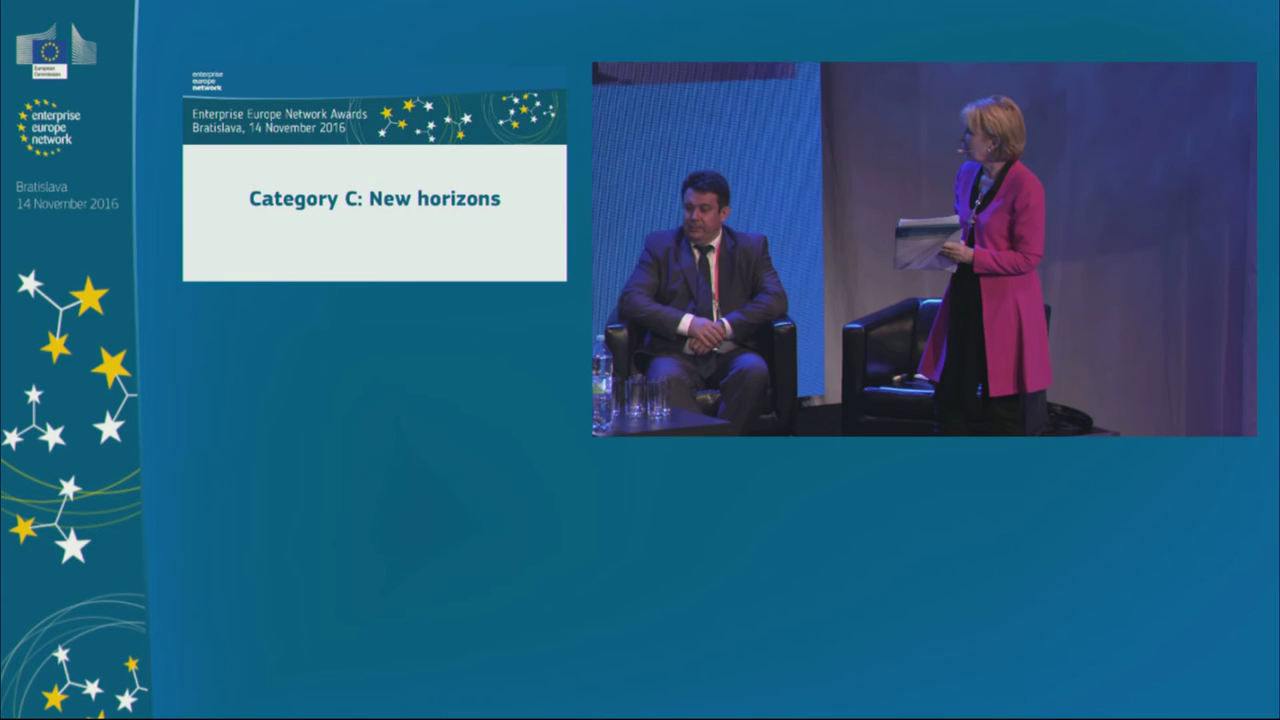 European
Commission
enterprise
europe
network
Bratislava
14 November 2016
enterprise
europe
network
Enterprise Europe Network Awards
Bratislava, 14 November 2016
Category C: New horizons